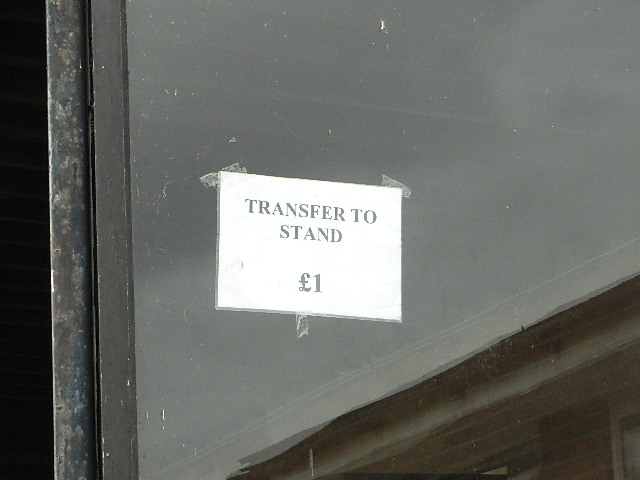 TRANSFER TO
STAND
£1